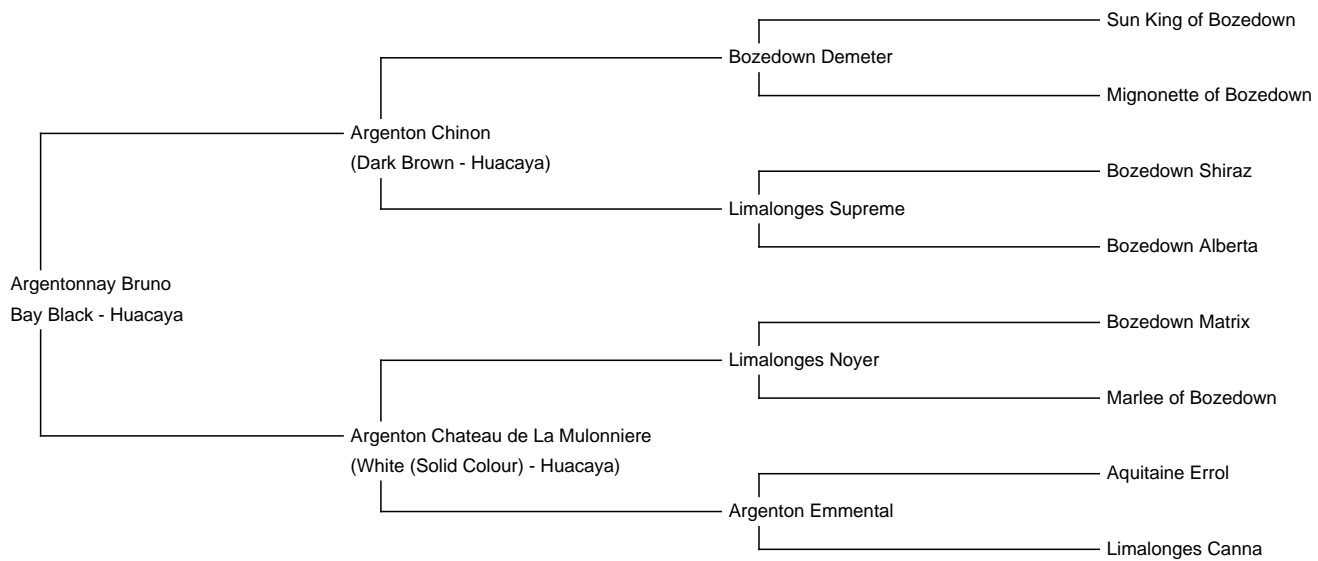 Sun King of Bozedown
Bozedown Demeter
Mignonette of Bozedown
Argenton Chinon
(Dark Brown - Huacaya)
Bozedown Shiraz
Limalonges Supreme
Bozedown Alberta
Argentonnay Bruno
Bay Black - Huacaya
Bozedown Matrix
Limalonges Noyer
Marlee of Bozedown
Argenton Chateau de La Mulonniere
(White (Solid Colour) - Huacaya)
Aquitaine Errol
Argenton Emmental
Limalonges Canna